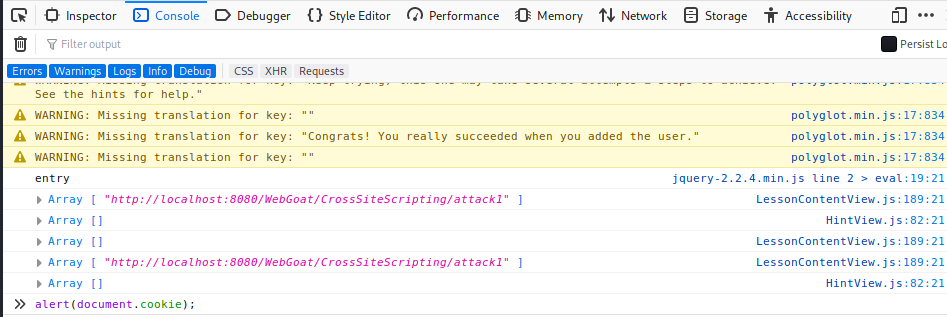 Inspector Console Debugger Style Editor Performance Memory Network Storage Accessibility
Filter output Persist Lo
Errors Warnings Logs Info Debug CSS XHR Requests
See the hints for help."
WARNING: Missing translation for key: "" polyglot.min.js:17:834
WARNING: Missing translation for key: "Congrats! You really succeeded when you added the user." polyglot.min.js:17:834
WARNING: Missing translation for key: "" polyglot.min.js:17:834
entry jquery-2.2.4.min.js line 2 > eval:19:21
Array [ "http://localhost:8080/WebGoat/CrossSiteScripting/attack1" ] LessonContentView.js:189:21
Array [] HintView.js:82:21
Array [] LessonContentView.js:189:21
Array [ "http://localhost:8080/WebGoat/CrossSiteScripting/attack1" ] LessonContentView.js:189:21
Array [] HintView.js:82:21
alert(document.cookie);